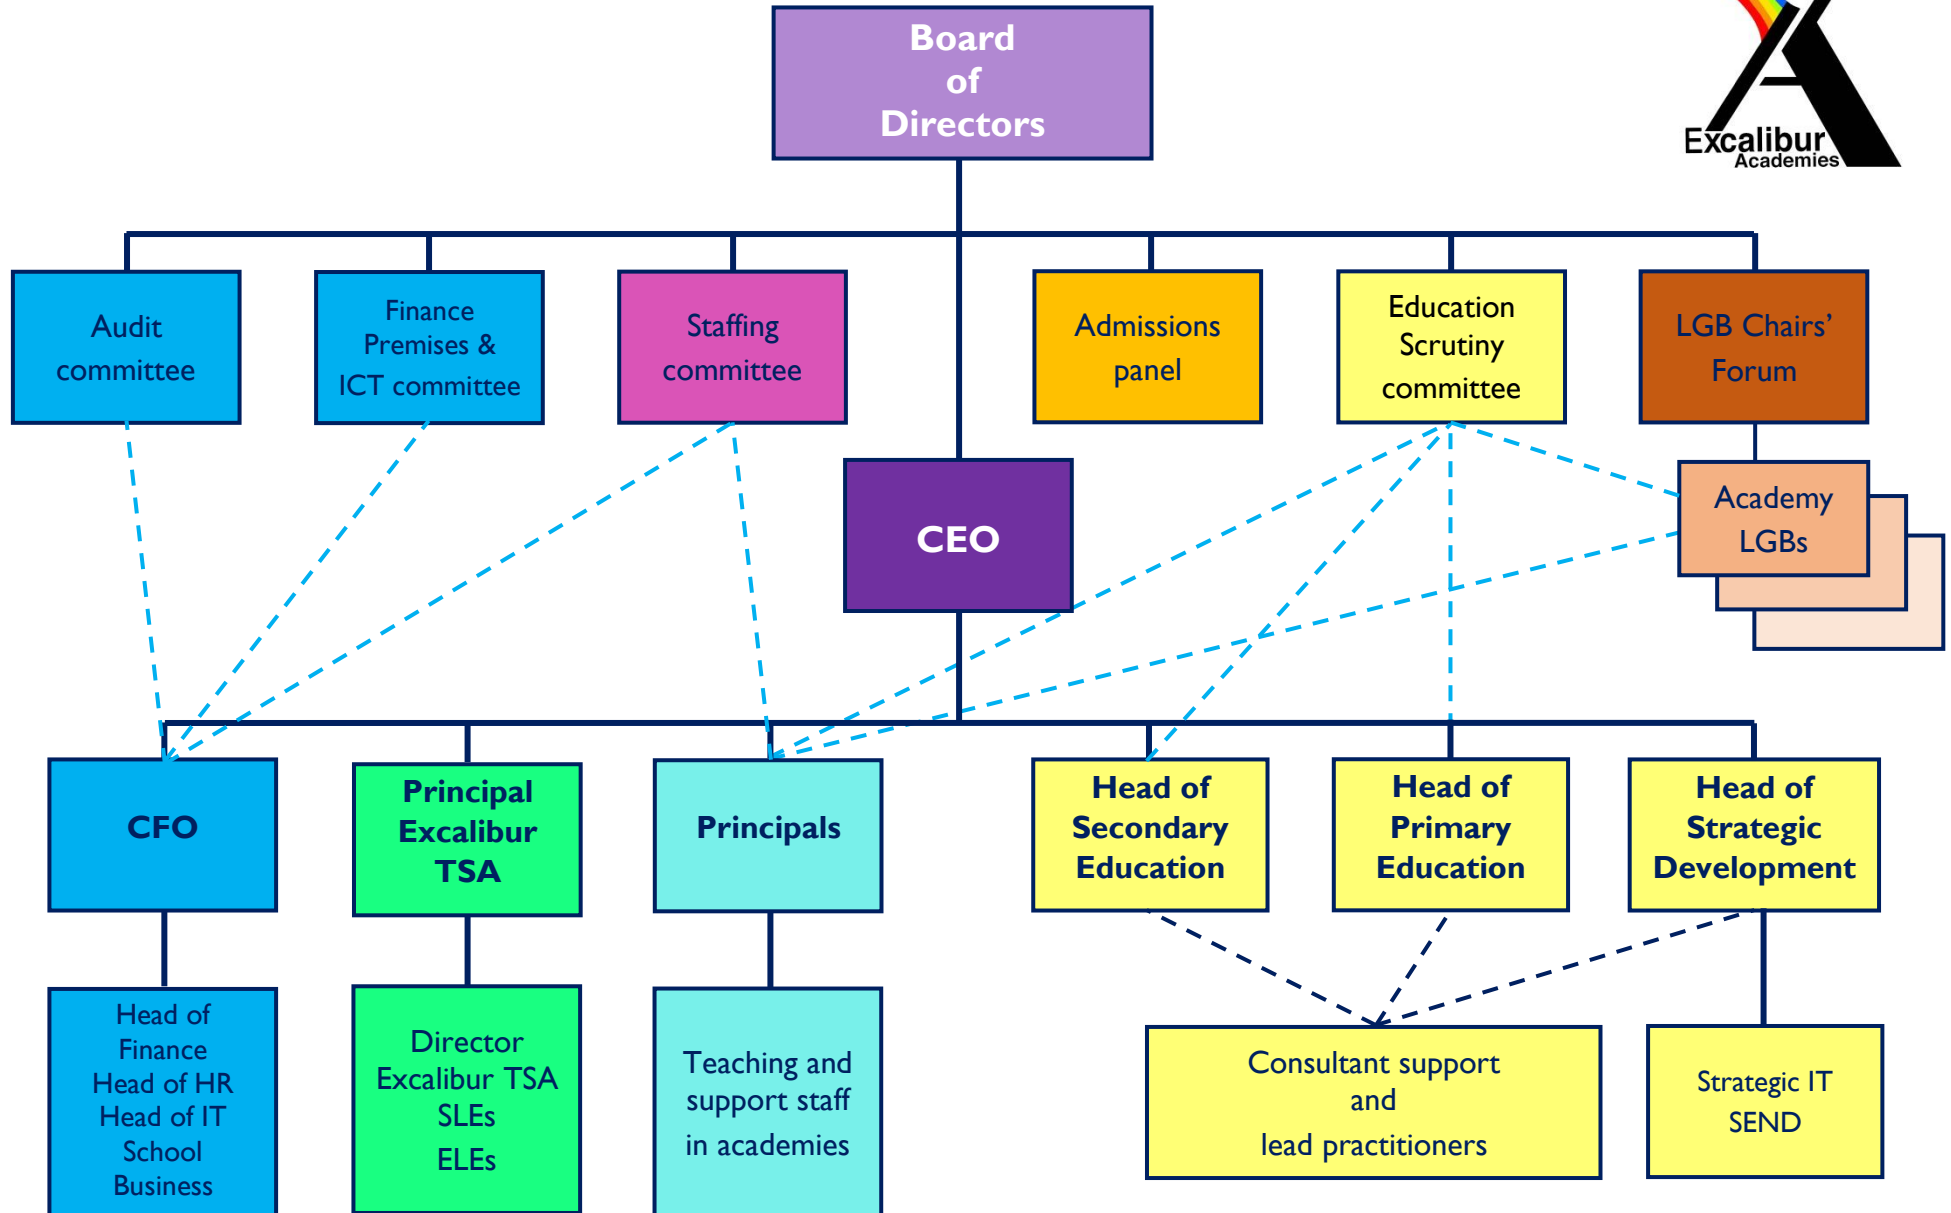 Board
of
Directors
Excalibur
Academies
Audit
committee
Finance
Premises &
ICT committee
Staffing
committee
Admissions
panel
Education
Scrutiny
committee
LGB Chairs’
Forum
CEO
Academy
LGBs
CFO
Principal
Excalibur
TSA
Principals
Head of
Secondary
Education
Head of
Primary
Education
Head of
Strategic
Development
Head of
Finance
Head of HR
Head of IT
School
Business
Director
Excalibur TSA
SLEs
ELEs
Teaching and
support staff
in academies
Consultant support
and
lead practitioners
Strategic IT
SEND